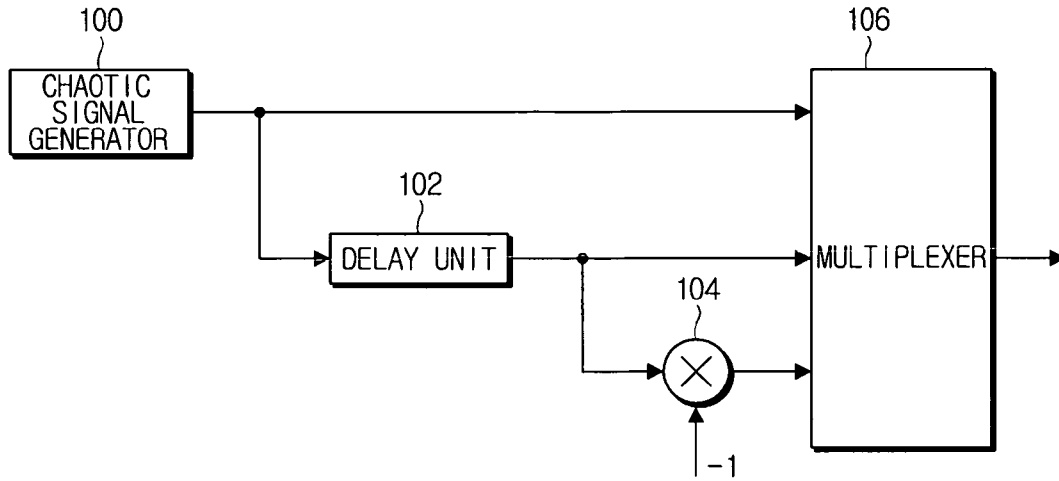 100
106
CHAOTIC
SIGNAL
GENERATOR
102
DELAY UNIT
MULTIPLEXER
104
-1